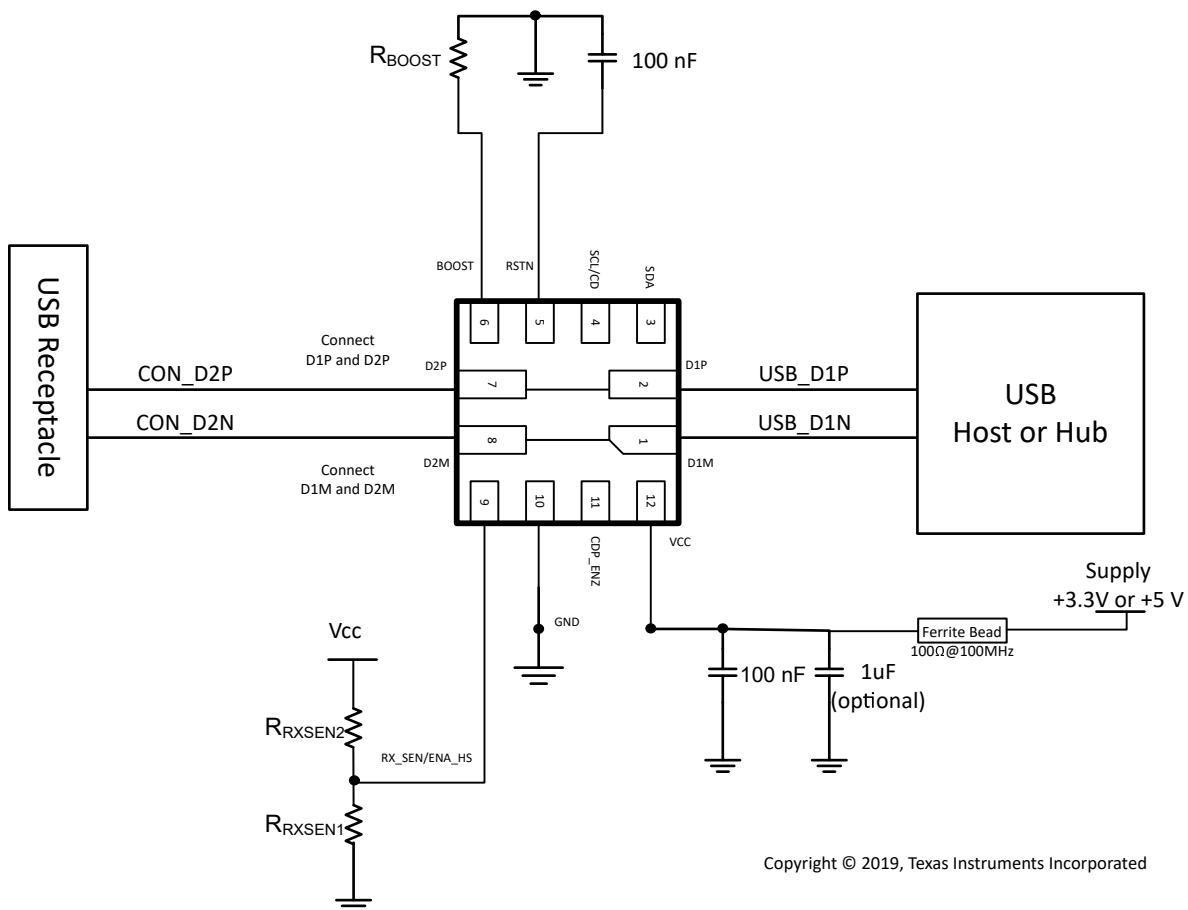 R_BOOST
100 nF
BOOST
RSTN
SCL/CD
SDA
6
5
4
3
USB Receptacle
Connect
D1P and D2P
D2P
D1P
CON_D2P
7
2
USB_D1P
CON_D2N
8
1
USB_D1N
USB
Host or Hub
D2M
D1M
Connect
D1M and D2M
9
10
11
12
CDP_ENZ
VCC
GND
Supply
+3.3V or +5 V
Ferrite Bead
100Ω@100MHz
Vcc
100 nF
1uF
(optional)
R_RXSEN2
RX_SEN/ENA_HS
R_RXSEN1
Copyright © 2019, Texas Instruments Incorporated